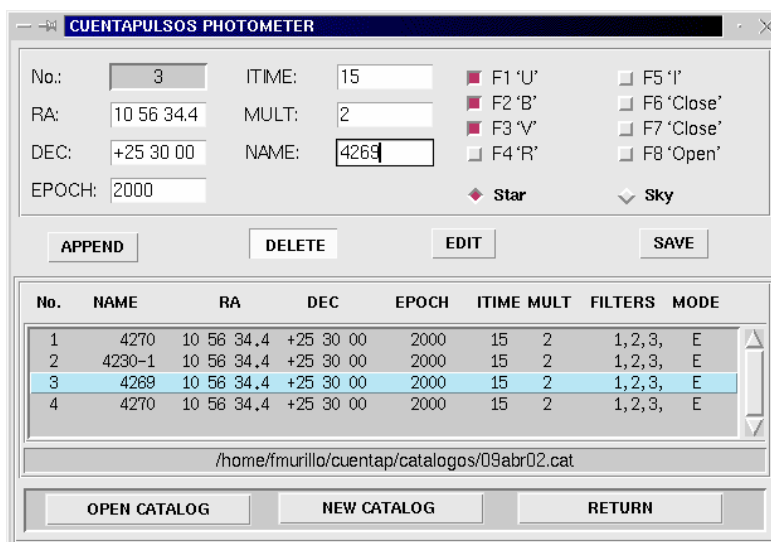 CUENTAPULSOS PHOTOMETER
No.: 3 ITIME: 15 F1 'U' F5 'I'
RA: 10 56 34.4 MULT: 2 F2 'B' F6 'Close'
F3 'V' F7 'Close'
DEC: +25 30 00 NAME: 4269 F4 'R' F8 'Open'
EPOCH: 2000 Star Sky
APPEND DELETE EDIT SAVE
No. NAME RA DEC EPOCH ITIME MULT FILTERS MODE
1 4270 10 56 34.4 +25 30 00 2000 15 2 1,2,3, E
2 4230-1 10 56 34.4 +25 30 00 2000 15 2 1,2,3, E
3 4269 10 56 34.4 +25 30 00 2000 15 2 1,2,3, E
4 4270 10 56 34.4 +25 30 00 2000 15 2 1,2,3, E
/home/fmurillo/cuentap/catalogos/09abr02.cat
OPEN CATALOG NEW CATALOG RETURN